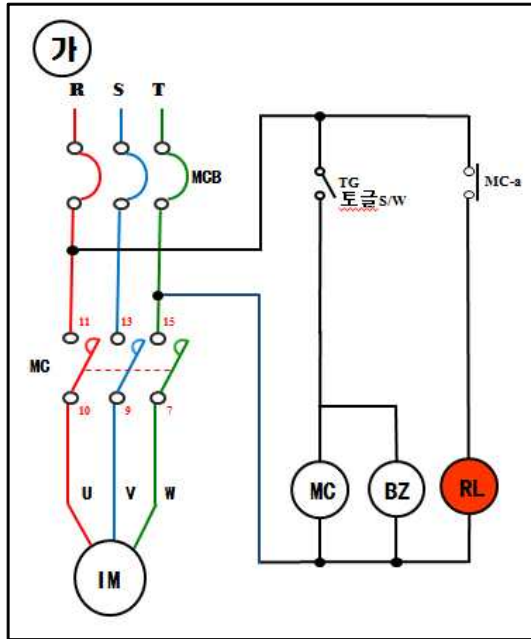 가
R S T
MCB
TG
토글S/W
MC-a
11 13 15
MC
10 9 7
U V W
MC BZ RL
IM